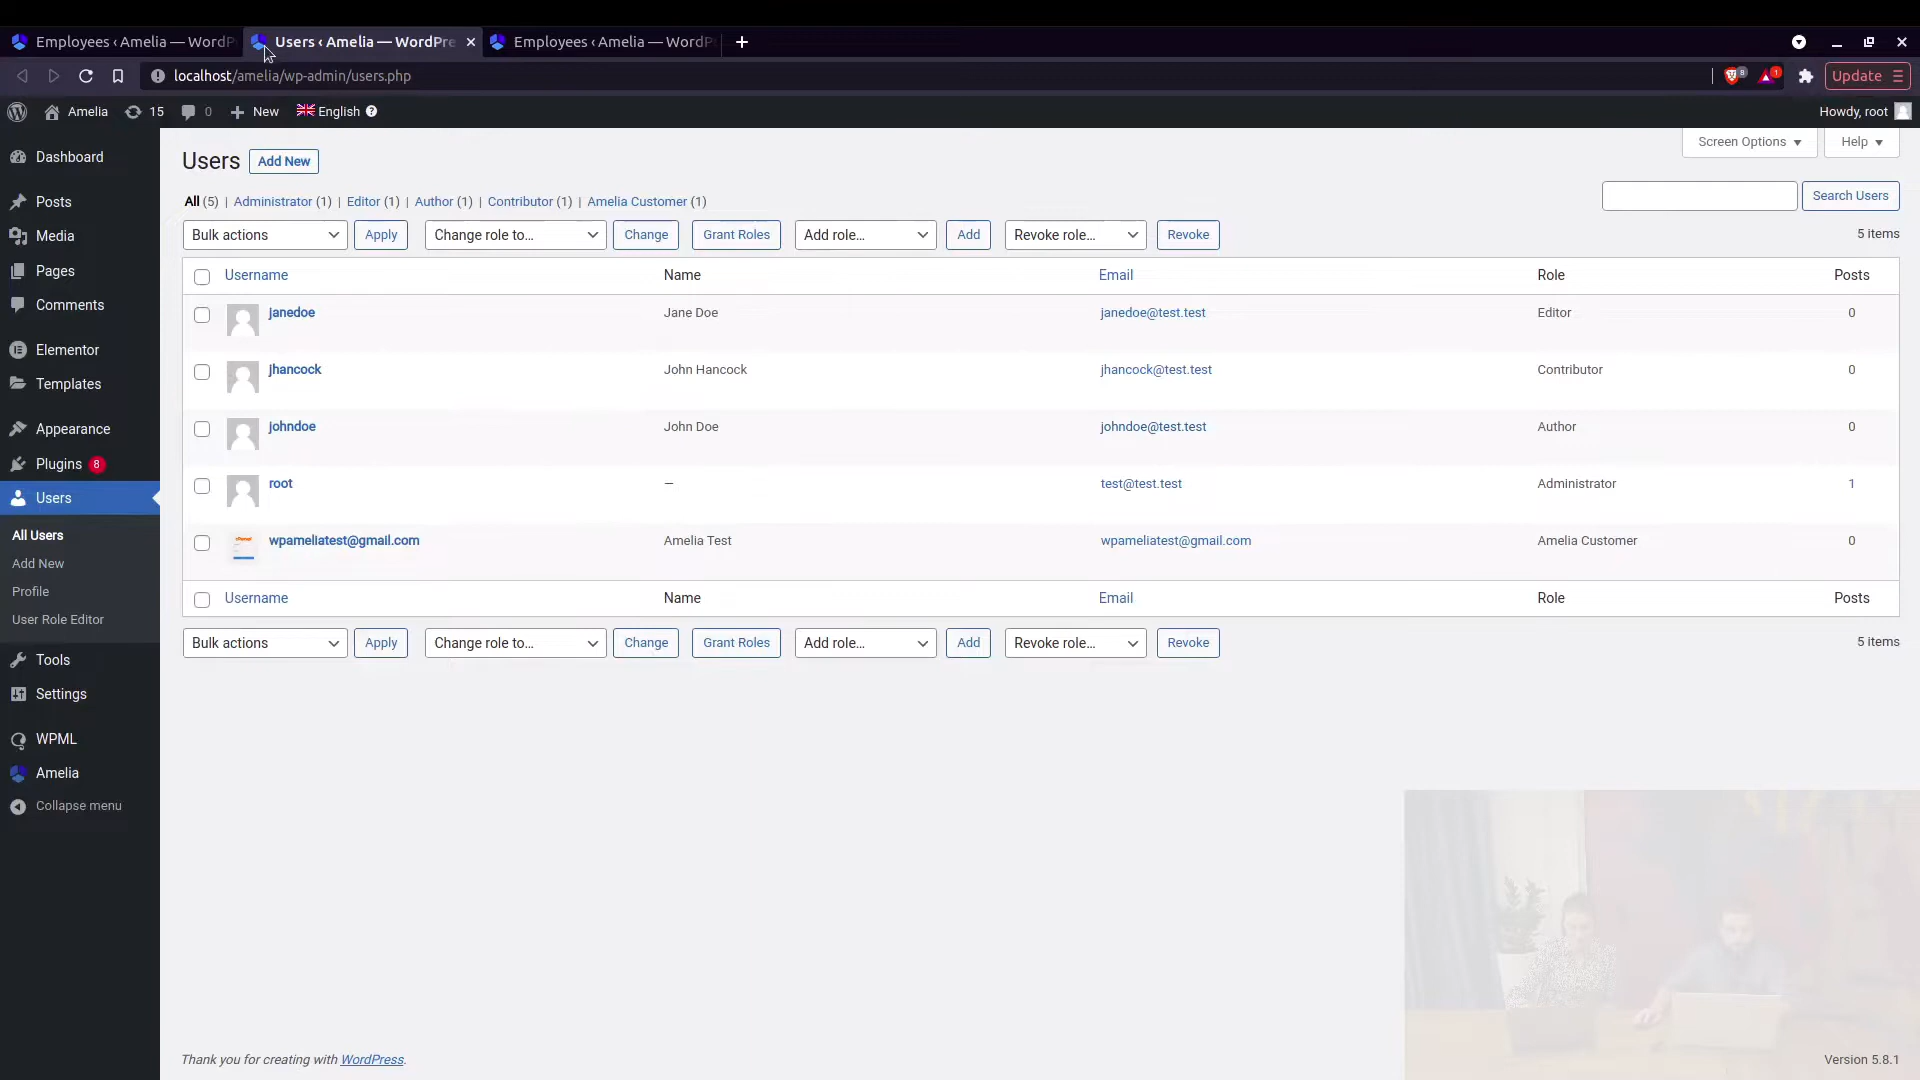 Employees ‹ Amelia — WordP
Users ‹ Amelia — WordPre
Employees ‹ Amelia — WordP
localhost/amelia/wp-admin/users.php
8
1
Update
Amelia
15
0
New
English
Howdy, root
Dashboard
Posts
Media
Pages
Comments
Elementor
Templates
Appearance
Plugins 8
Users
All Users
Add New
Profile
User Role Editor
Tools
Settings
WPML
Amelia
Collapse menu
Screen Options
Help
Users Add New
All (5) | Administrator (1) | Editor (1) | Author (1) | Contributor (1) | Amelia Customer (1)
Search Users
Bulk actions Apply Change role to… Change Grant Roles Add role… Add Revoke role… Revoke 5 items
Username Name Email Role Posts
janedoe Jane Doe janedoe@test.test Editor 0
jhancock John Hancock jhancock@test.test Contributor 0
johndoe John Doe johndoe@test.test Author 0
root — test@test.test Administrator 1
wpameliatest@gmail.com Amelia Test wpameliatest@gmail.com Amelia Customer 0
Username Name Email Role Posts
Bulk actions Apply Change role to… Change Grant Roles Add role… Add Revoke role… Revoke 5 items
Thank you for creating with WordPress.
Version 5.8.1